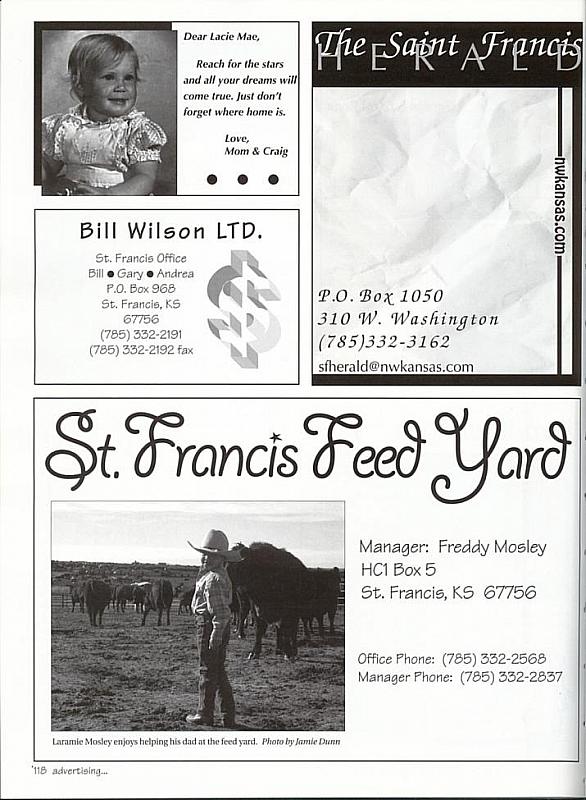 Dear Lacie Mae,
Reach for the stars
and all your dreams will
come true. Just don't
forget where home is.
Love,
Mom & Craig
The Saint Francis
HERALD
nwkansas.com
P.O. Box 1050
310 W. Washington
(785)332-3162
sfherald@nwkansas.com
Bill Wilson LTD.
St. Francis Office
Bill ● Gary ● Andrea
P.O. Box 968
St. Francis, KS
67756
(785) 332-2191
(785) 332-2192 fax
St. Francis Feed Yard
Manager: Freddy Mosley
HC1 Box 5
St. Francis, KS 67756
Office Phone: (785) 332-2568
Manager Phone: (785) 332-2837
Laramie Mosley enjoys helping his dad at the feed yard. Photo by Jamie Dunn
118 advertising...